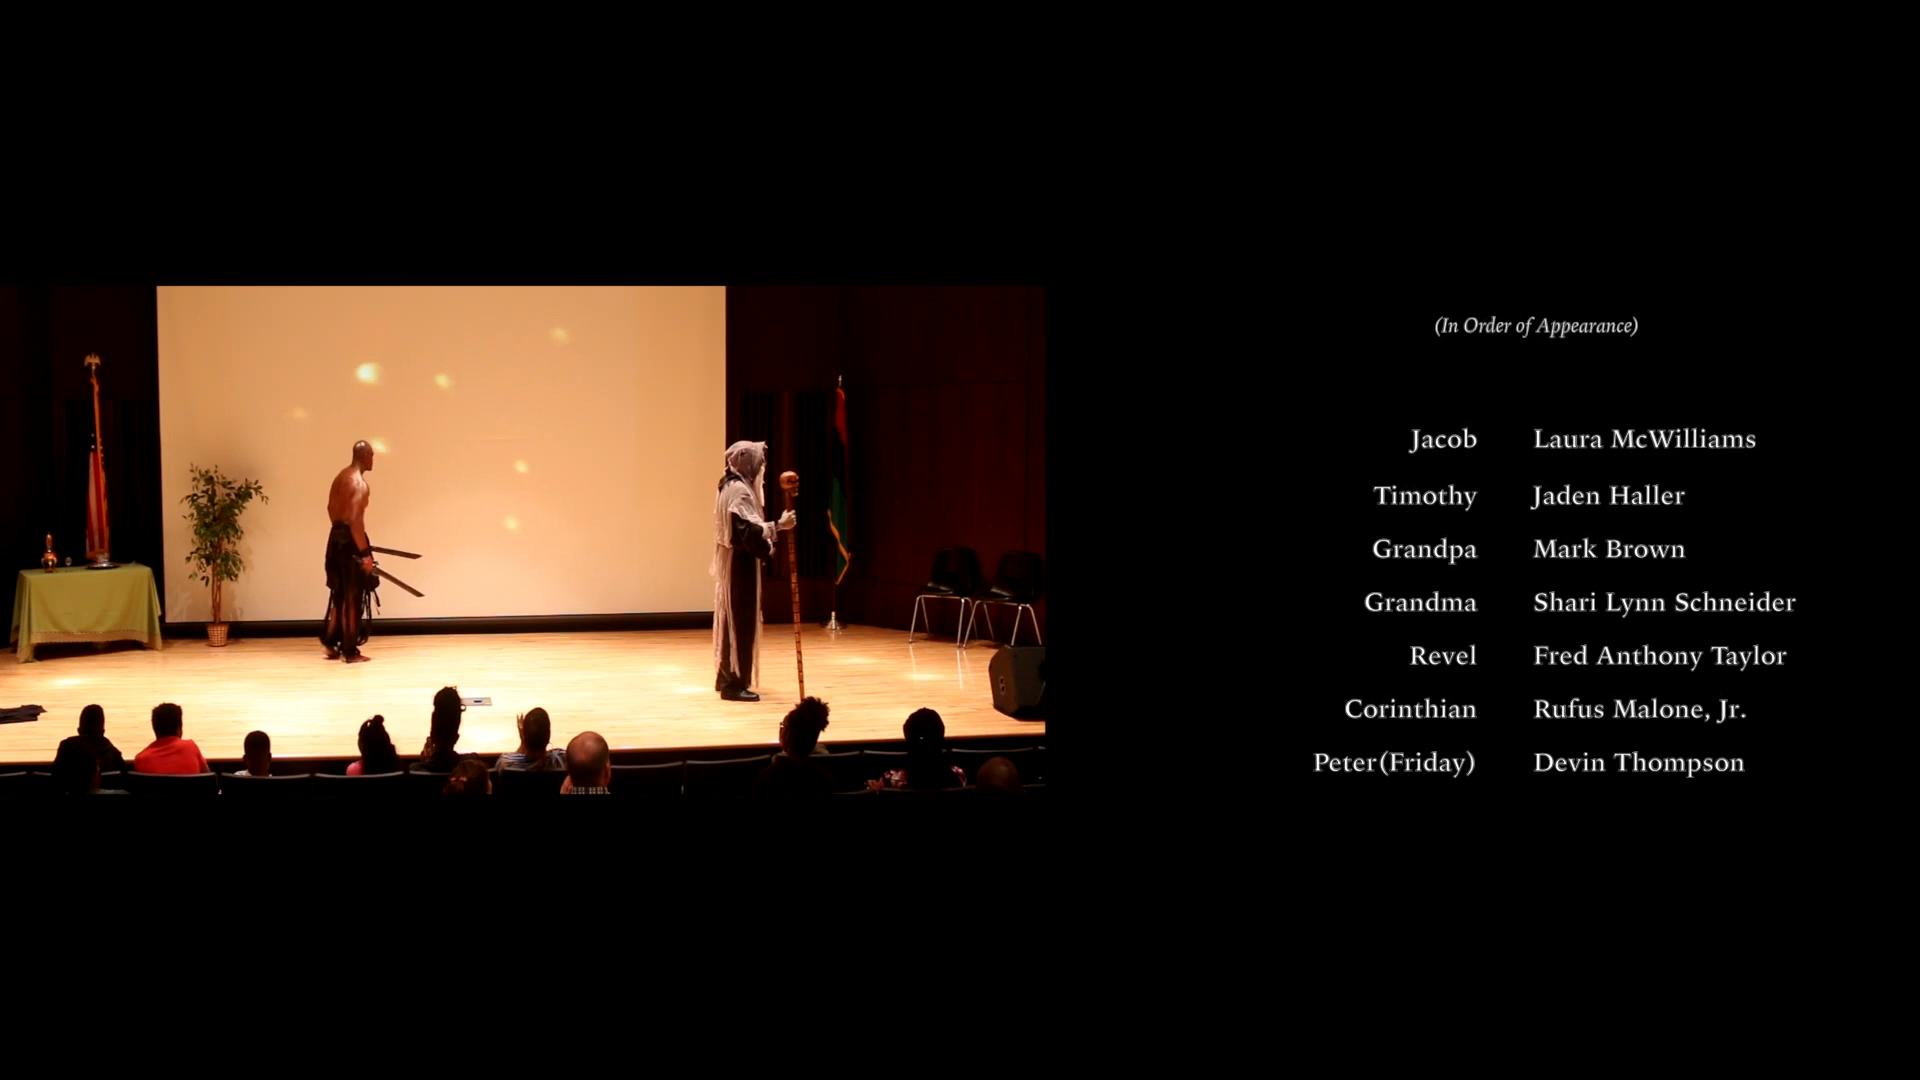 (In Order of Appearance)
Jacob Laura McWilliams
Timothy Jaden Haller
Grandpa Mark Brown
Grandma Shari Lynn Schneider
Revel Fred Anthony Taylor
Corinthian Rufus Malone, Jr.
Peter(Friday) Devin Thompson